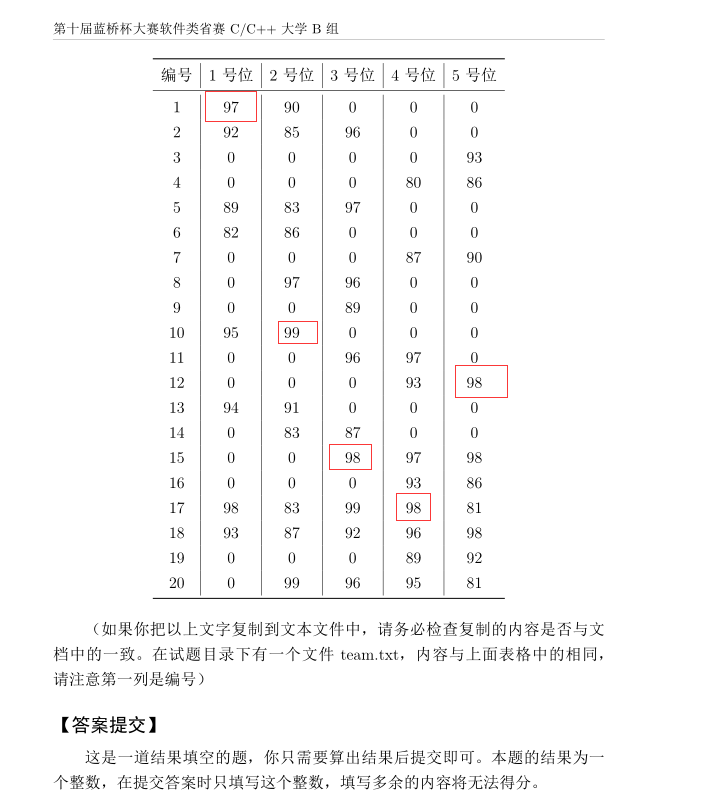 第十届蓝桥杯大赛软件类省赛 C/C++ 大学 B 组
编号 1 号位 2 号位 3 号位 4 号位 5 号位
1 97 90 0 0 0
2 92 85 96 0 0
3 0 0 0 0 93
4 0 0 0 80 86
5 89 83 97 0 0
6 82 86 0 0 0
7 0 0 0 87 90
8 0 97 96 0 0
9 0 0 89 0 0
10 95 99 0 0 0
11 0 0 96 97 0
12 0 0 0 93 98
13 94 91 0 0 0
14 0 83 87 0 0
15 0 0 98 97 98
16 0 0 0 93 86
17 98 83 99 98 81
18 93 87 92 96 98
19 0 0 0 89 92
20 0 99 96 95 81
（如果你把以上文字复制到文本文件中，请务必检查复制的内容是否与文
档中的一致。在试题目录下有一个文件 team.txt，内容与上面表格中的相同，
请注意第一列是编号）
【答案提交】
这是一道结果填空的题，你只需要算出结果后提交即可。本题的结果为一
个整数，在提交答案时只填写这个整数，填写多余的内容将无法得分。